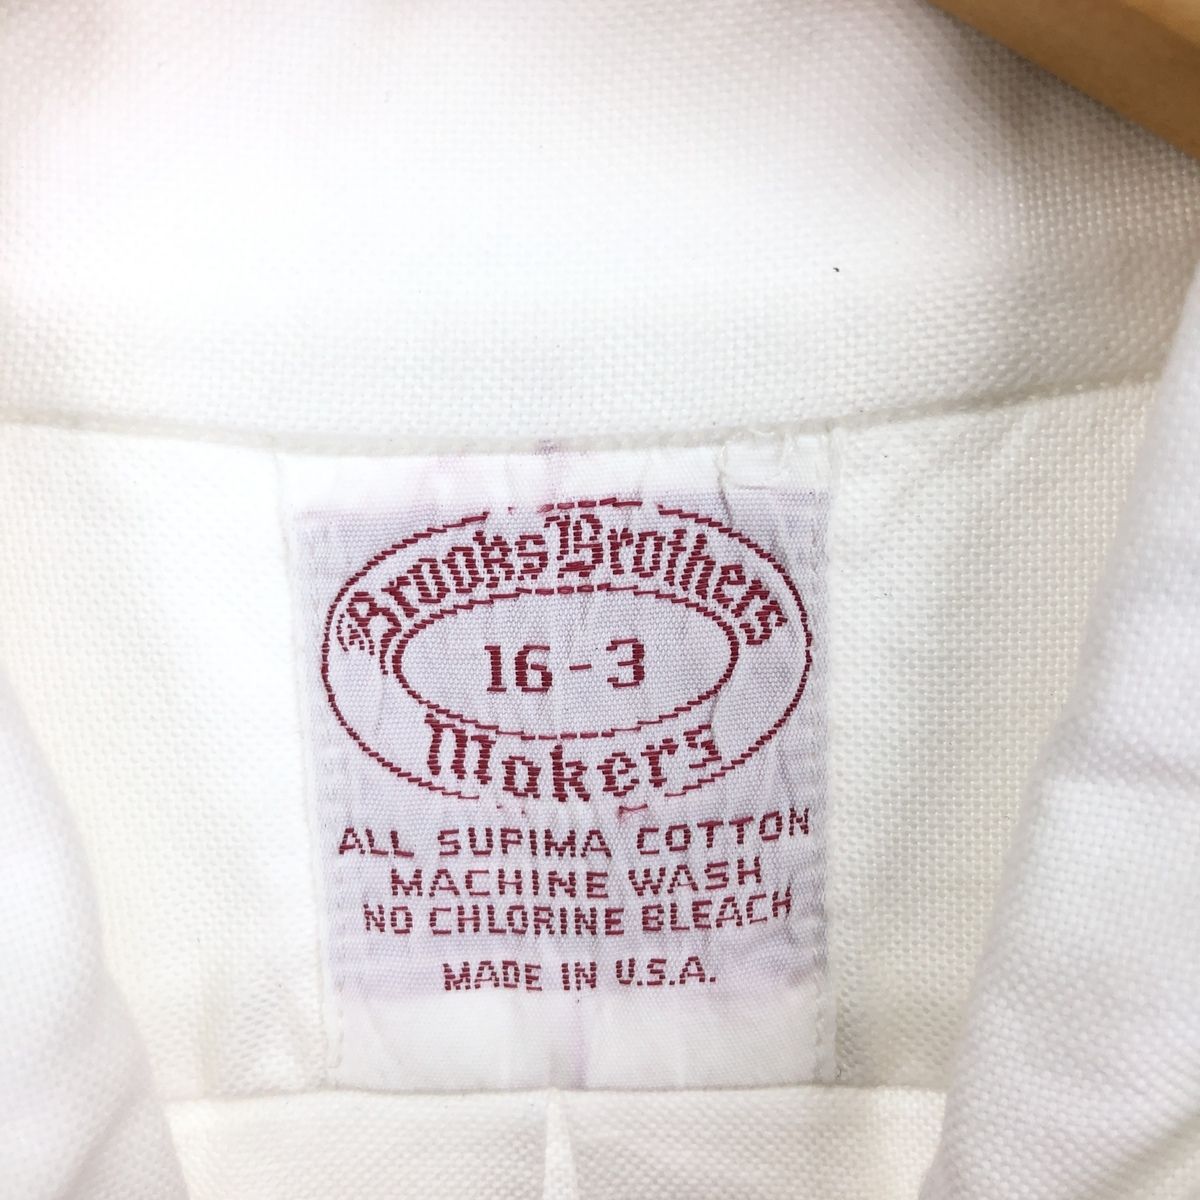 Brooks Brothers
16-3
Makers
ALL SUPIMA COTTON
MACHINE WASH
NO CHLORINE BLEACH
MADE IN U.S.A.